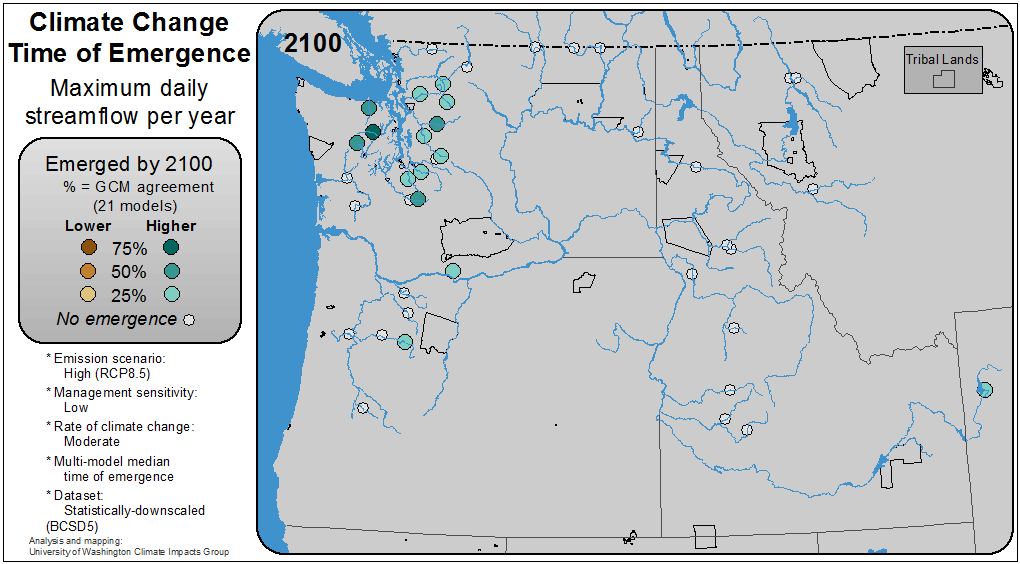 Climate Change
Time of Emergence
Maximum daily
streamflow per year
Emerged by 2100
% = GCM agreement
(21 models)
Lower Higher
75%
50%
25%
No emergence
* Emission scenario:
High (RCP8.5)
* Management sensitivity:
Low
* Rate of climate change:
Moderate
* Multi-model median
time of emergence
* Dataset:
Statistically-downscaled
(BCSD5)
Analysis and mapping:
University of Washington Climate Impacts Group
2100
Tribal Lands